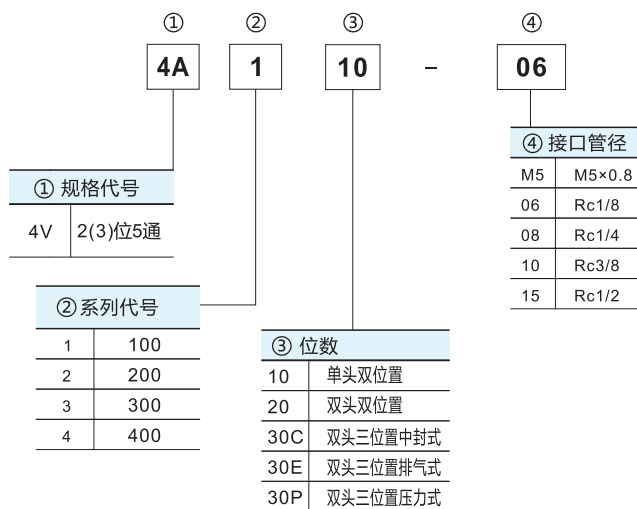 ① ② ③ ④
4A 1 10 - 06
④ 接口管径
M5 M5×0.8
06 Rc1/8
08 Rc1/4
10 Rc3/8
15 Rc1/2
① 规格代号
4V 2(3)位5通
②系列代号
1 100
2 200
3 300
4 400
③ 位数
10 单头双位置
20 双头双位置
30C 双头三位置中封式
30E 双头三位置排气式
30P 双头三位置压力式